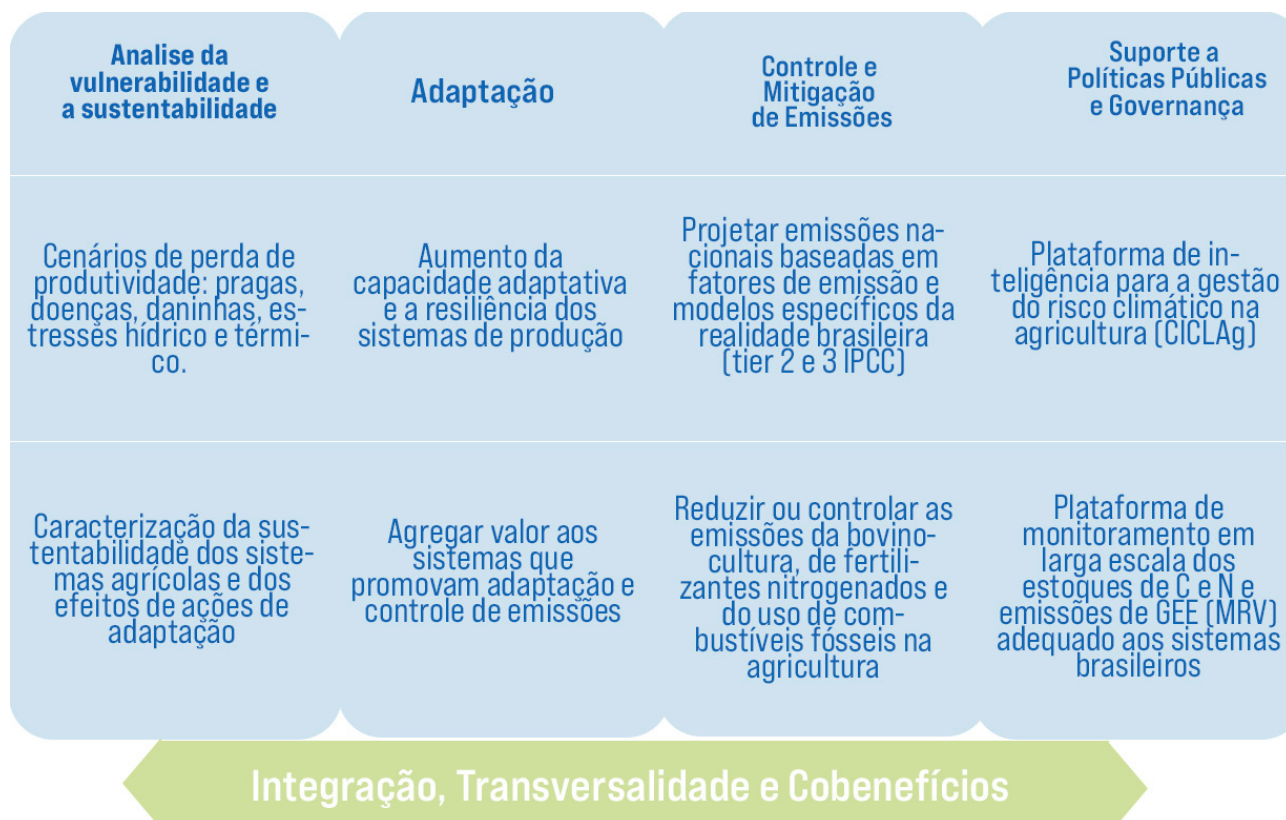 Analise da
vulnerabilidade e
a sustentabilidade
Adaptação
Controle e
Mitigação
de Emissões
Suporte a
Políticas Públicas
e Governança
Cenários de perda de
produtividade: pragas,
doenças, daninhas, es-
tresses hídrico e térmi-
co.
Aumento da
capacidade adaptativa
e a resiliência dos
sistemas de produção
Projetar emissões na-
cionais baseadas em
fatores de emissão e
modelos específicos da
realidade brasileira
(tier 2 e 3 IPCC)
Plataforma de in-
teligência para a gestão
do risco climático na
agricultura (CICLAg)
Caracterização da sus-
tentabilidade dos siste-
mas agrícolas e dos
efeitos de ações de
adaptação
Agregar valor aos
sistemas que
promovam adaptação e
controle de emissões
Reduzir ou controlar as
emissões da bovino-
cultura, de fertili-
zantes nitrogenados e
do uso de com-
bustíveis fósseis na
agricultura
Plataforma de
monitoramento em
larga escala dos
estoques de C e N e
emissões de GEE (MRV)
adequado aos sistemas
brasileiros
Integração, Transversalidade e Cobenefícios